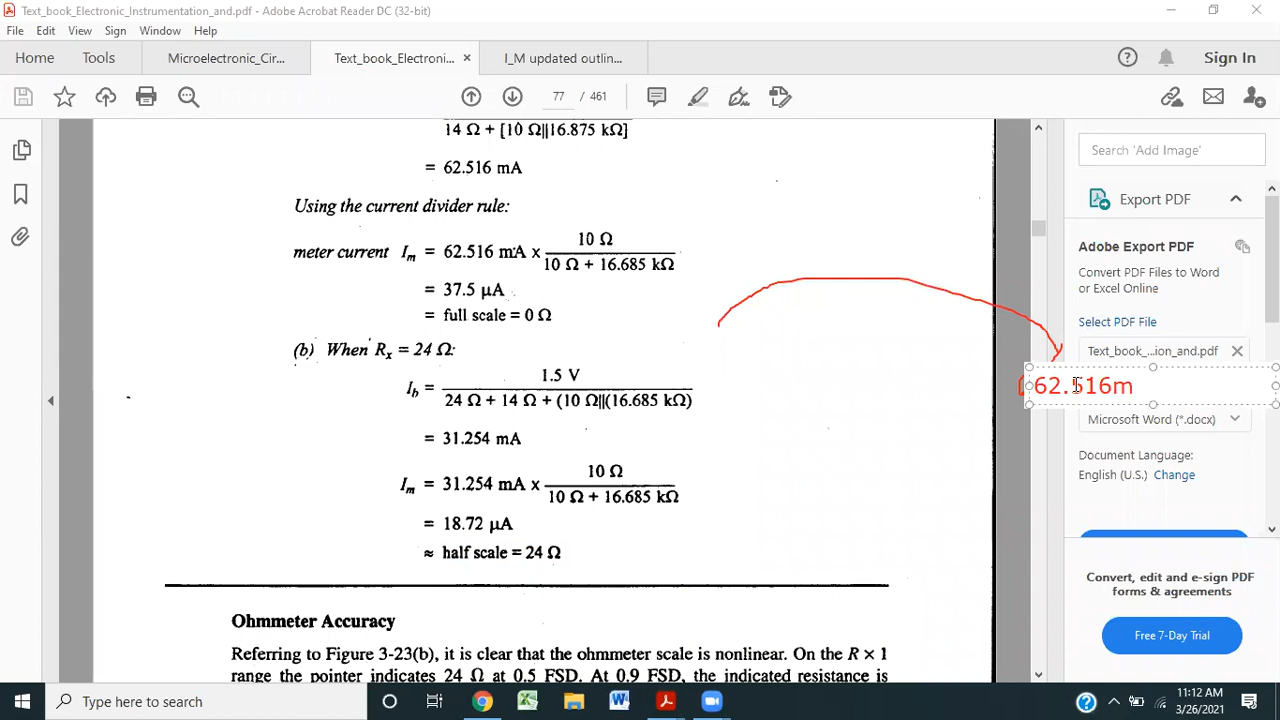 Text_book_Electronic_Instrumentation_and.pdf - Adobe Acrobat Reader DC (32-bit)
File Edit View Sign Window Help
Home Tools Microelectronic_Cir... Text_book_Electroni... × I_M updated outlin... Sign In
77 / 461
14 Ω + [10 Ω||16.875 kΩ]
= 62.516 mA
Using the current divider rule:
meter current Im = 62.516 mA x 10 Ω
10 Ω + 16.685 kΩ
= 37.5 μA
= full scale = 0 Ω
(b) When Rx = 24 Ω:
Ib = 1.5 V
24 Ω + 14 Ω + (10 Ω||(16.685 kΩ)
= 31.254 mA
Im = 31.254 mA x 10 Ω
10 Ω + 16.685 kΩ
= 18.72 μA
≈ half scale = 24 Ω
Ohmmeter Accuracy
Referring to Figure 3-23(b), it is clear that the ohmmeter scale is nonlinear. On the R × 1
range the pointer indicates 24 Ω at 0.5 FSD. At 0.9 FSD, the indicated resistance is
62.516m
Search 'Add Image'
Export PDF
Adobe Export PDF
Convert PDF Files to Word
or Excel Online
Select PDF File
Text_book_...ion_and.pdf
Microsoft Word (*.docx)
Document Language:
English (U.S.) Change
Convert, edit and e-sign PDF
forms & agreements
Free 7-Day Trial
Type here to search
11:12 AM
3/26/2021